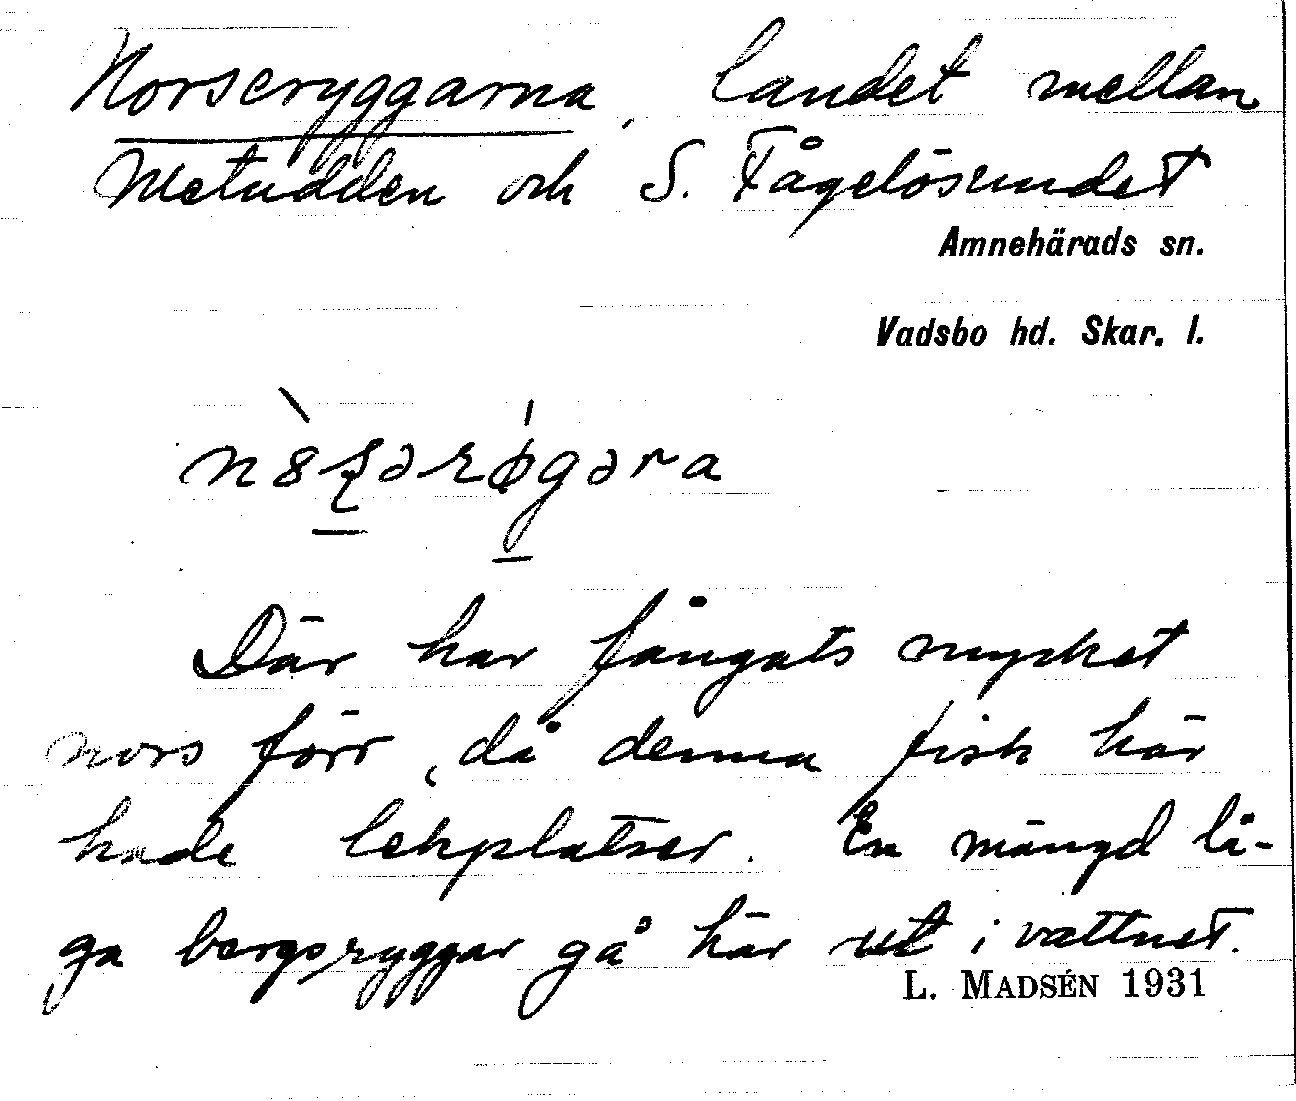 Norseryggarna, landet mellan
Metudden och S. Fågelösundet
Amnehärads sn.
Vadsbo hd. Skar. l.
Där har fångats mycket
nors förr, då denna fisk här
hade lekplatser. En mängd lå-
ga bergsryggar gå här ut i vattnet.
L. MADSÉN 1931